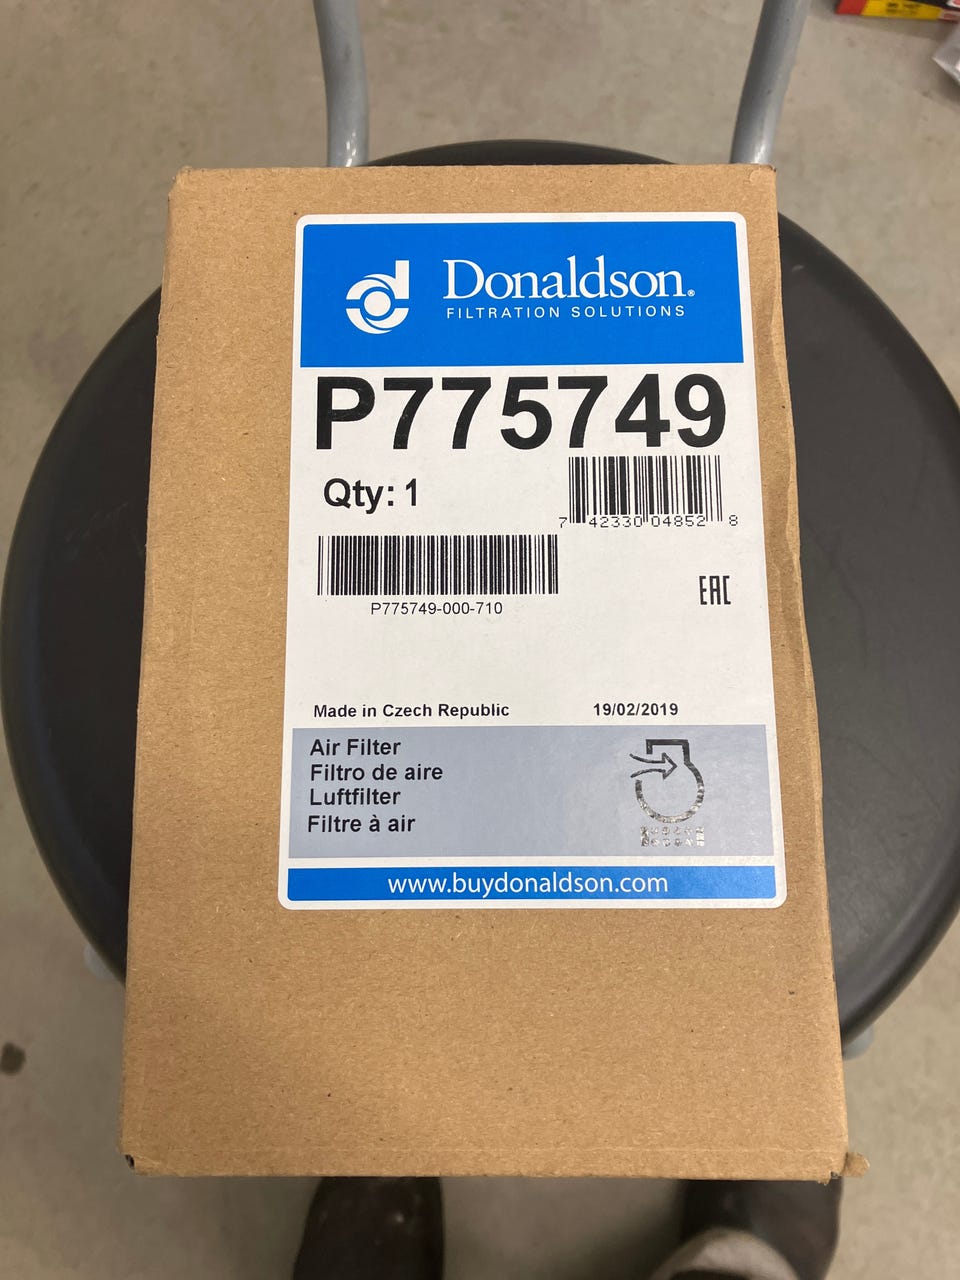 Donaldson®
FILTRATION SOLUTIONS
P775749
Qty: 1
7 42330 04852 8
P775749-000-710
EAC
Made in Czech Republic 19/02/2019
Air Filter
Filtro de aire
Luftfilter
Filtre à air
www.buydonaldson.com